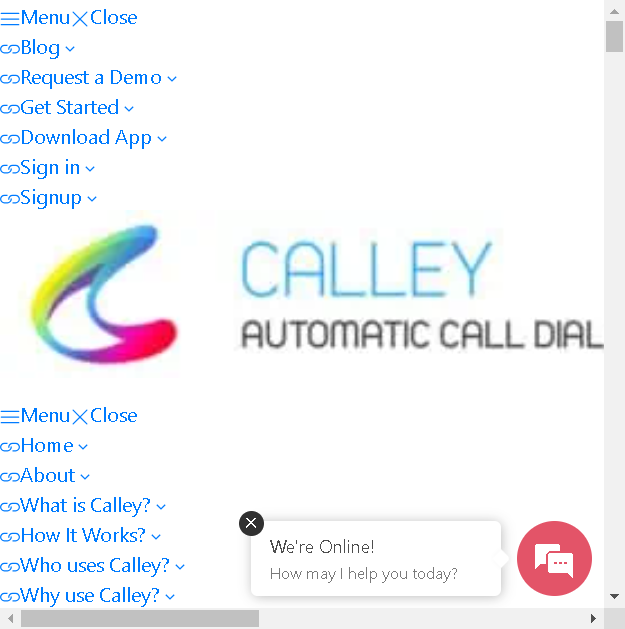 Menu Close
Blog
Request a Demo
Get Started
Download App
Sign in
Signup
CALLEY
AUTOMATIC CALL DIAL
Menu Close
Home
About
What is Calley?
How It Works?
Who uses Calley?
Why use Calley?
We're Online!
How may I help you today?